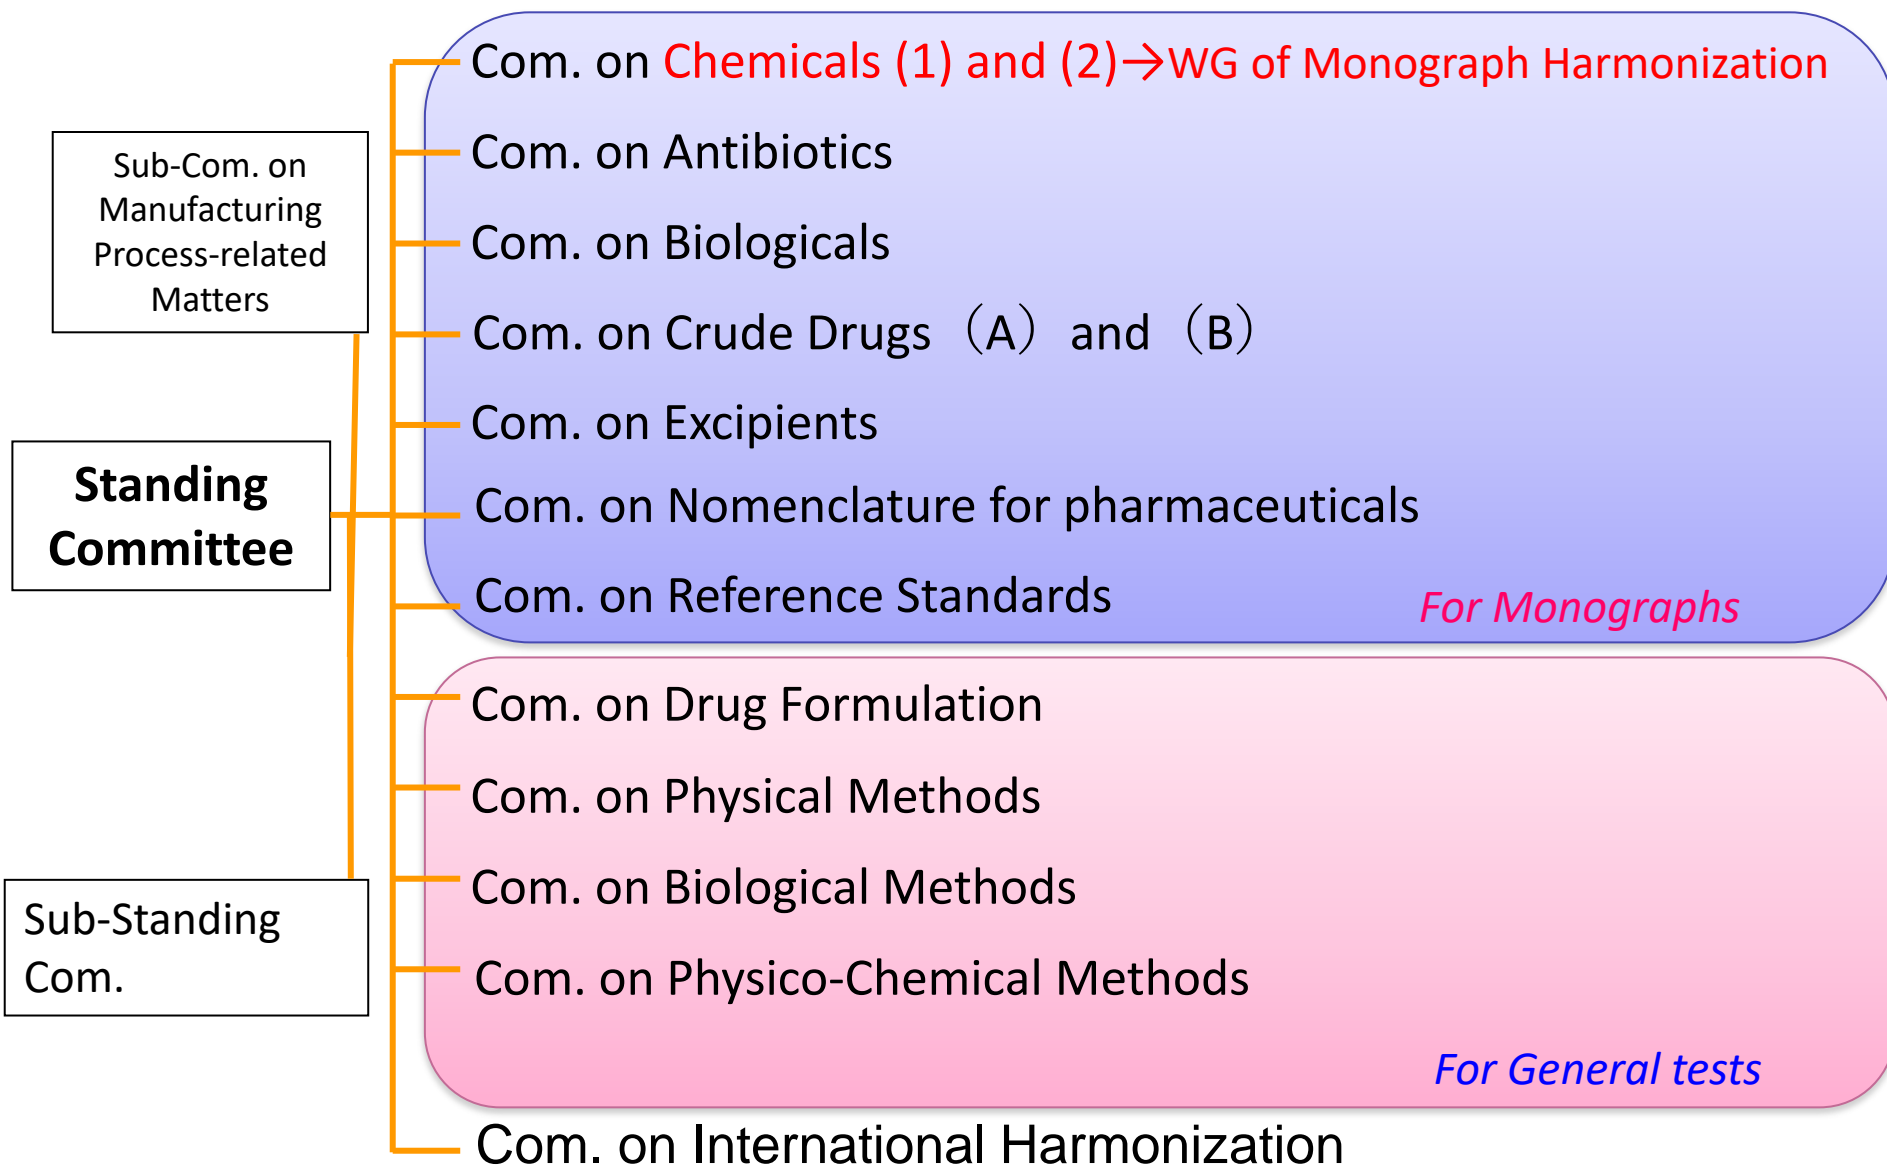 Sub-Com. on
Manufacturing
Process-related
Matters
Standing
Committee
Sub-Standing
Com.
Com. on Chemicals (1) and (2)→WG of Monograph Harmonization
Com. on Antibiotics
Com. on Biologicals
Com. on Crude Drugs（A）and（B）
Com. on Excipients
Com. on Nomenclature for pharmaceuticals
Com. on Reference Standards
For Monographs
Com. on Drug Formulation
Com. on Physical Methods
Com. on Biological Methods
Com. on Physico-Chemical Methods
For General tests
Com. on International Harmonization